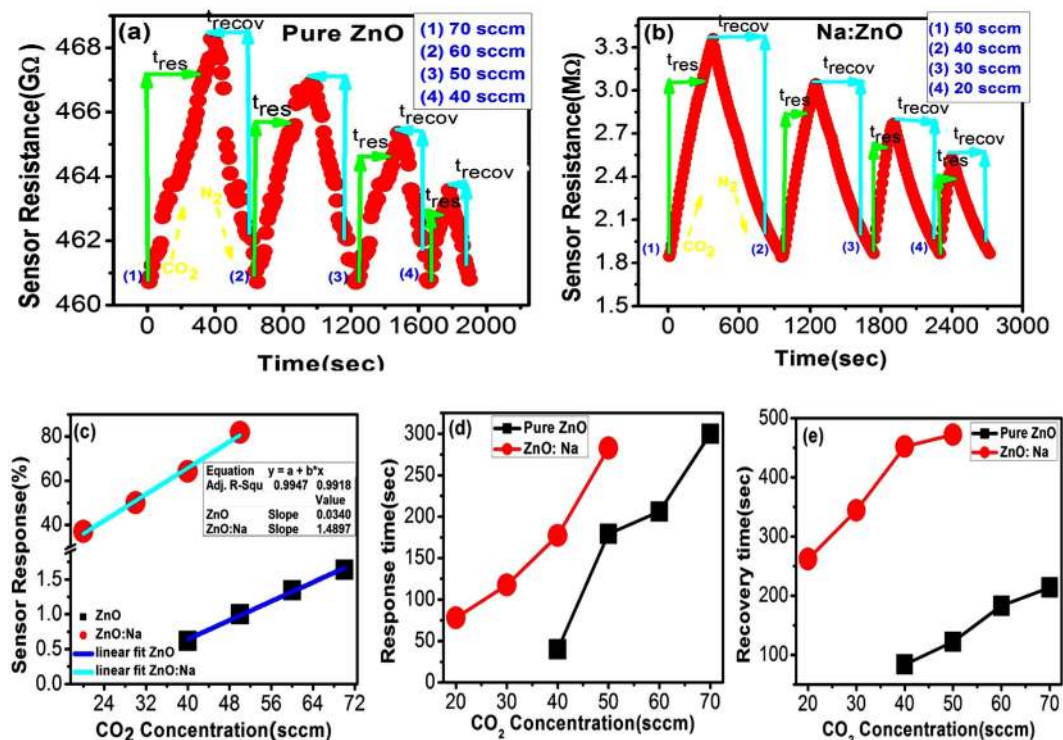 (a)
Pure ZnO
(1) 70 sccm
(2) 60 sccm
(3) 50 sccm
(4) 40 sccm
t_recov
t_res
t_res
t_res
t_recov
t_res
t_recov
CO2
N2
(1)
(2)
(3)
(4)
468
466
464
462
460
Sensor Resistance(GΩ)
0 400 800 1200 1600 2000
Time(sec)
(b)
Na:ZnO
(1) 50 sccm
(2) 40 sccm
(3) 30 sccm
(4) 20 sccm
t_recov
t_res
t_recov
t_res
t_recov
t_res
t_recov
t_res
CO2
N2
(1)
(2)
(3)
(4)
3.3
3.0
2.7
2.4
2.1
1.8
1.5
Sensor Resistance(MΩ)
0 600 1200 1800 2400 3000
Time(sec)
(c)
80
60
40
1.5
1.0
0.5
0.0
Sensor Response(%)
Equation y = a + b*x
Adj. R-Squ 0.9947 0.9918
Value
ZnO Slope 0.0340
ZnO:Na Slope 1.4897
ZnO
ZnO:Na
linear fit ZnO
linear fit ZnO:Na
24 32 40 48 56 64 72
CO2 Concentration(sccm)
(d)
Pure ZnO
ZnO: Na
300
250
200
150
100
50
0
Response time(sec)
20 30 40 50 60 70
CO2 Concentration(sccm)
(e)
Pure ZnO
ZnO: Na
500
400
300
250
200
100
Recovery time(sec)
20 30 40 50 60 70
CO2 Concentration(sccm)